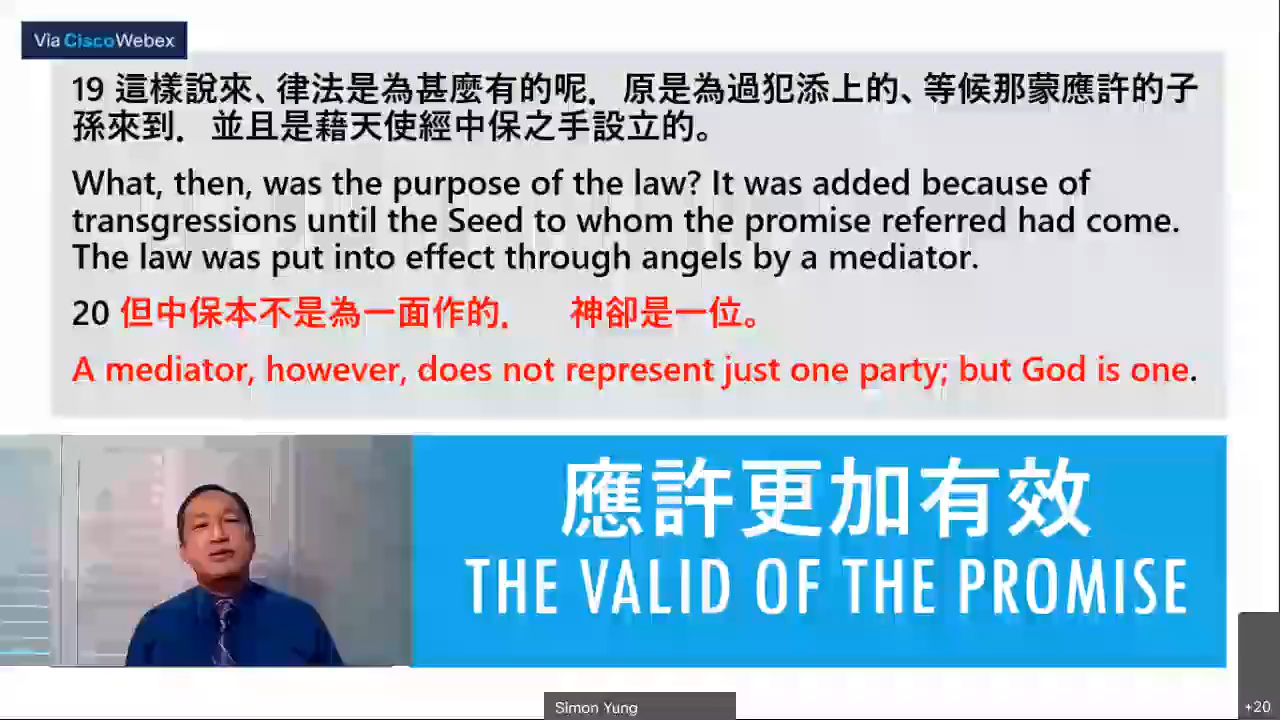 Via Cisco Webex
19 這樣說來、律法是為甚麼有的呢．原是為過犯添上的、等候那蒙應許的子
孫來到．並且是藉天使經中保之手設立的。
What, then, was the purpose of the law? It was added because of
transgressions until the Seed to whom the promise referred had come.
The law was put into effect through angels by a mediator.
20 但中保本不是為一面作的．　神卻是一位。
A mediator, however, does not represent just one party; but God is one.
應許更加有效
THE VALID OF THE PROMISE
Simon Yung
+20